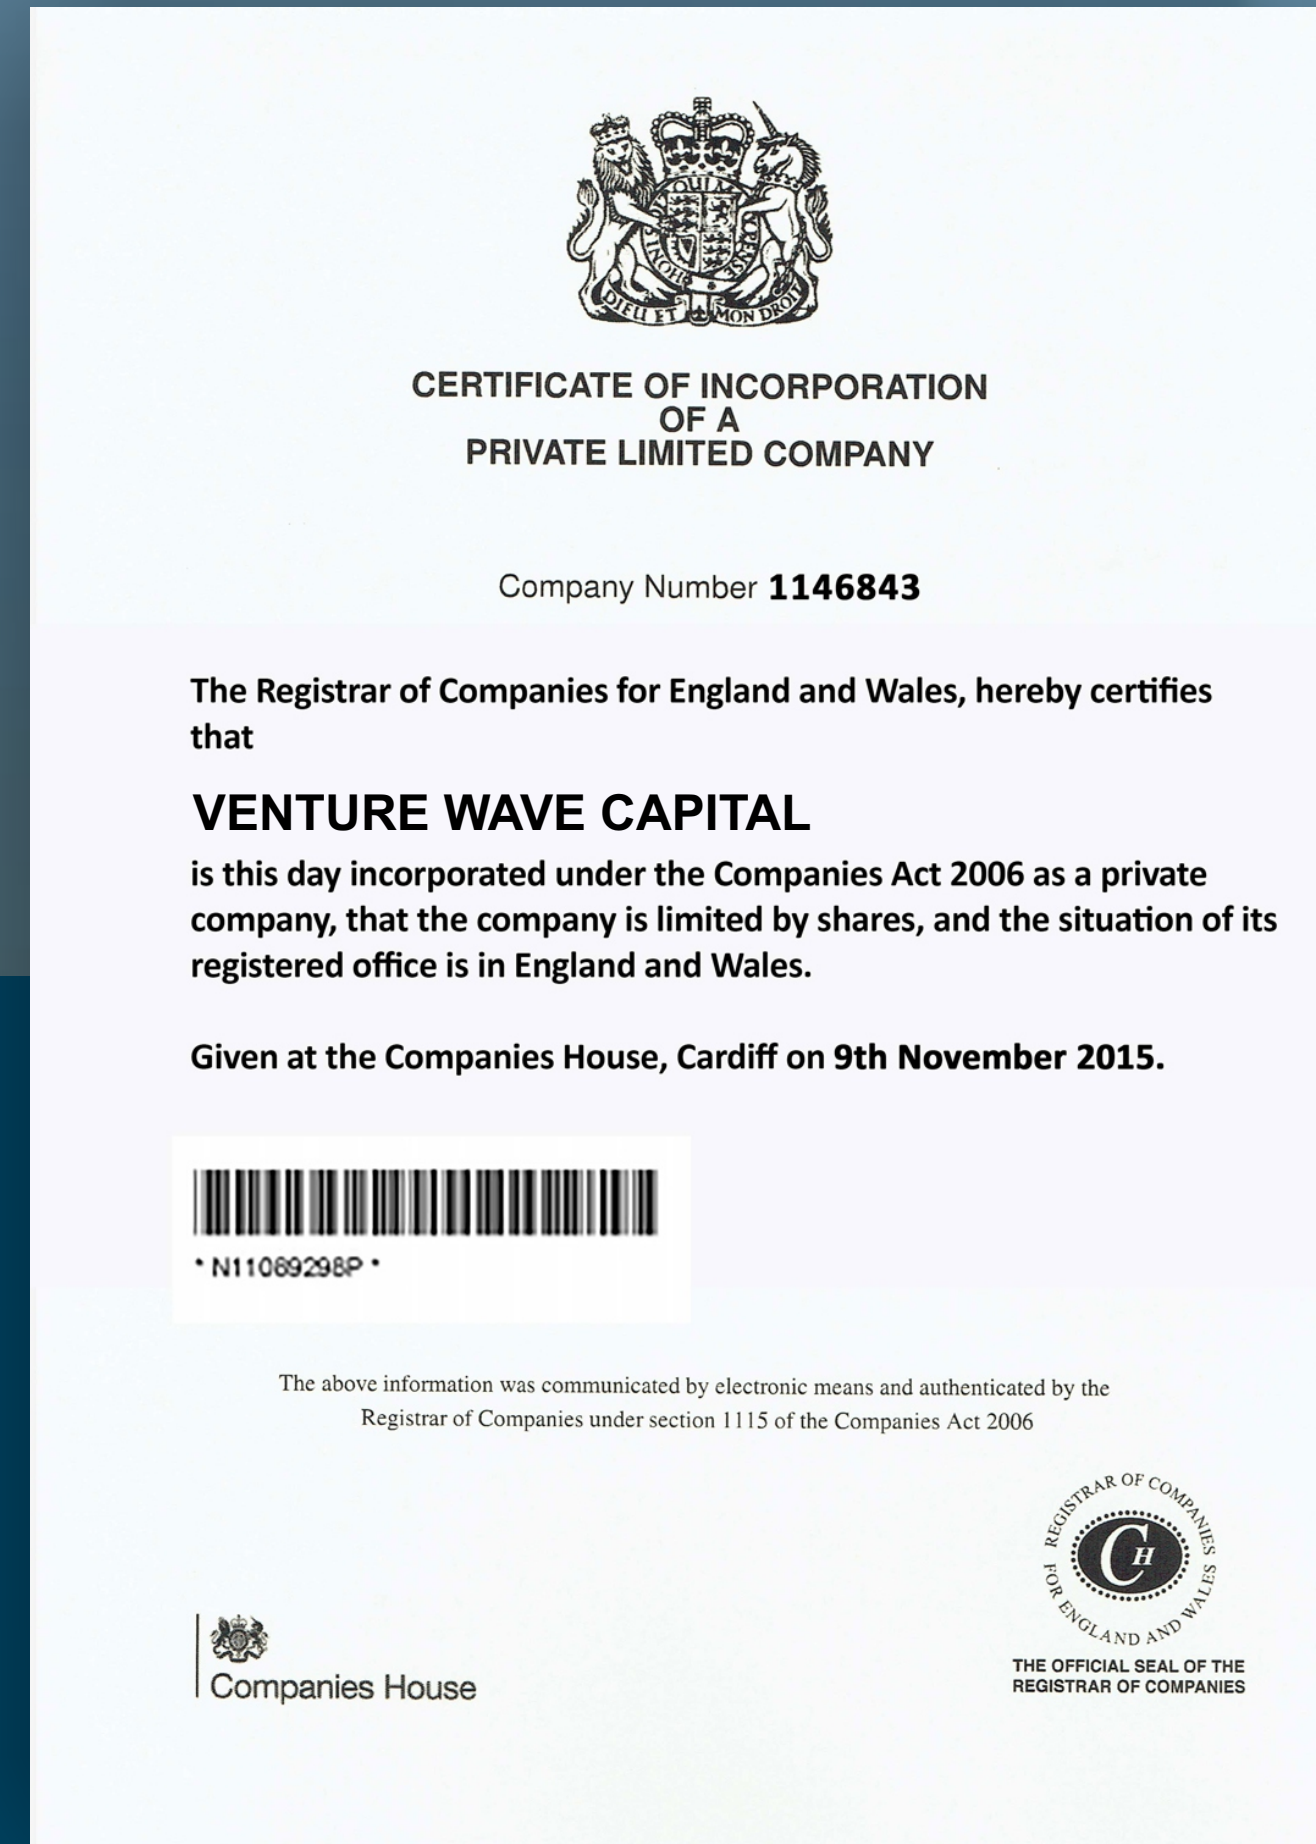 CERTIFICATE OF INCORPORATION
OF A
PRIVATE LIMITED COMPANY
Company Number 1146843
The Registrar of Companies for England and Wales, hereby certifies
that
VENTURE WAVE CAPITAL
is this day incorporated under the Companies Act 2006 as a private
company, that the company is limited by shares, and the situation of its
registered office is in England and Wales.
Given at the Companies House, Cardiff on 9th November 2015.
* N11069298P *
The above information was communicated by electronic means and authenticated by the
Registrar of Companies under section 1115 of the Companies Act 2006
REGISTRAR OF COMPANIES
FOR ENGLAND AND WALES
CH
Companies House
THE OFFICIAL SEAL OF THE
REGISTRAR OF COMPANIES
DIEU ET MON DROIT